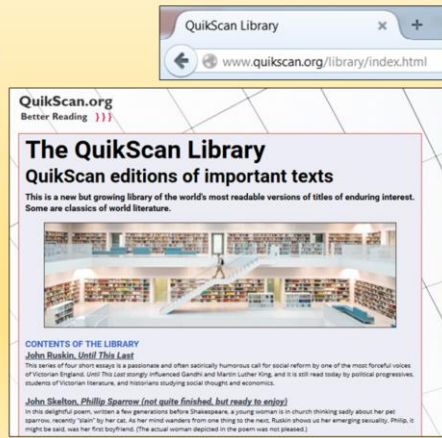 QuikScan Library
www.quikscan.org/library/index.html
QuikScan.org
Better Reading }}}
The QuikScan Library
QuikScan editions of important texts
This is a new but growing library of the world's most readable versions of titles of enduring interest.
Some are classics of world literature.
CONTENTS OF THE LIBRARY
John Ruskin, Until This Last
This series of four short essays is a passionate and often satirically humorous call for social reform by one of the most forceful voices
of Victorian England. Until This Last stongly influenced Gandhi and Martin Luther King, and it is still read today by political progressives,
students of Victorian literature, and historians studying social thought and economics.
John Skelton, Phillip Sparrow (not quite finished, but ready to enjoy)
In this delightful poem, written a few generations before Shakespeare, a young woman is in church thinking sadly about her pet
sparrow, recently "slain" by her cat. As her mind wanders from one thing to the next, Ruskin shows us her emerging sexuality. Philip, it
might be said, was her first boyfriend. (The actual woman depicted in the poem was not pleased.)